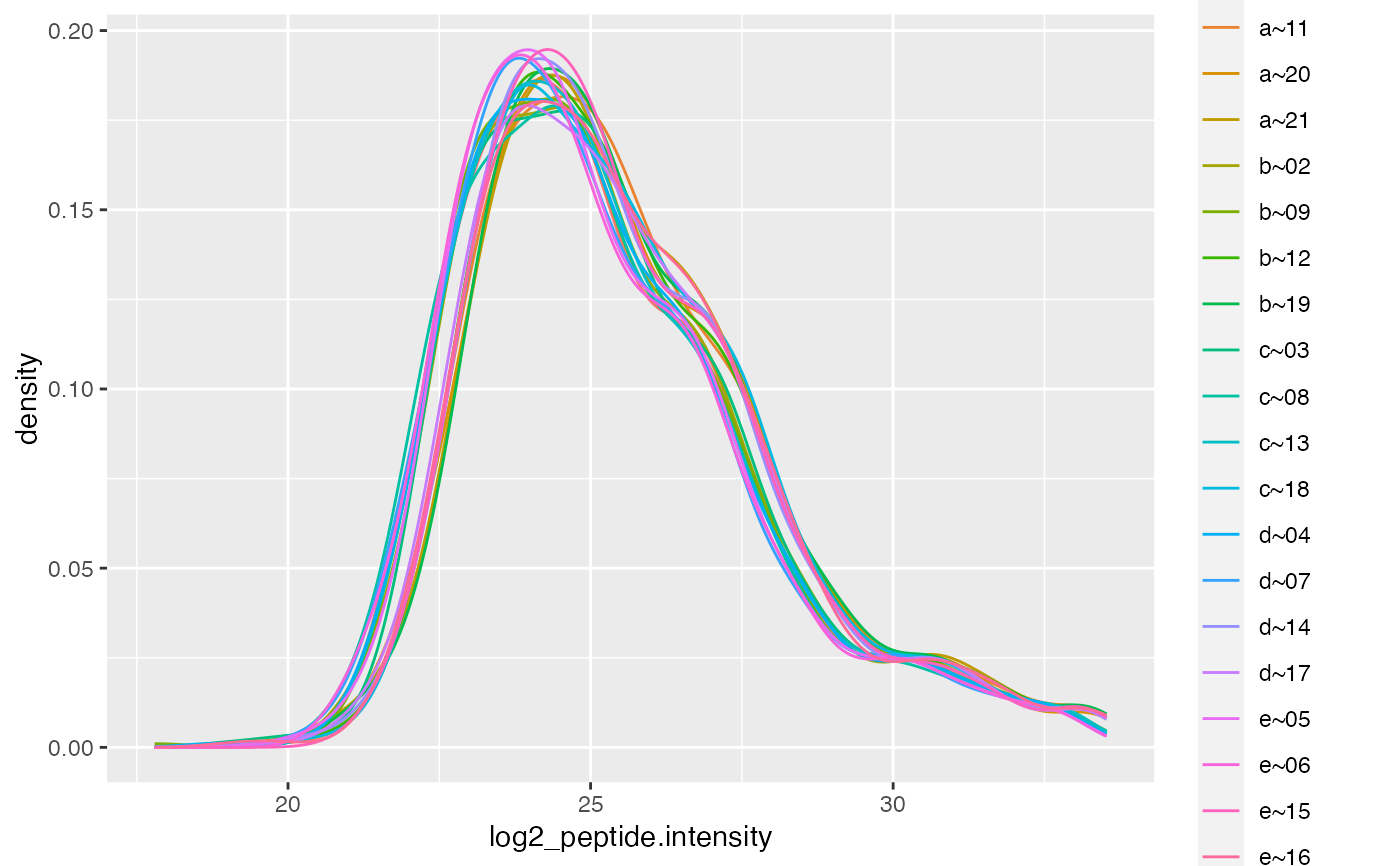 0.20
0.15
0.10
0.05
0.00
density
20
25
30
log2_peptide.intensity
a~11
a~20
a~21
b~02
b~09
b~12
b~19
c~03
c~08
c~13
c~18
d~04
d~07
d~14
d~17
e~05
e~06
e~15
e~16